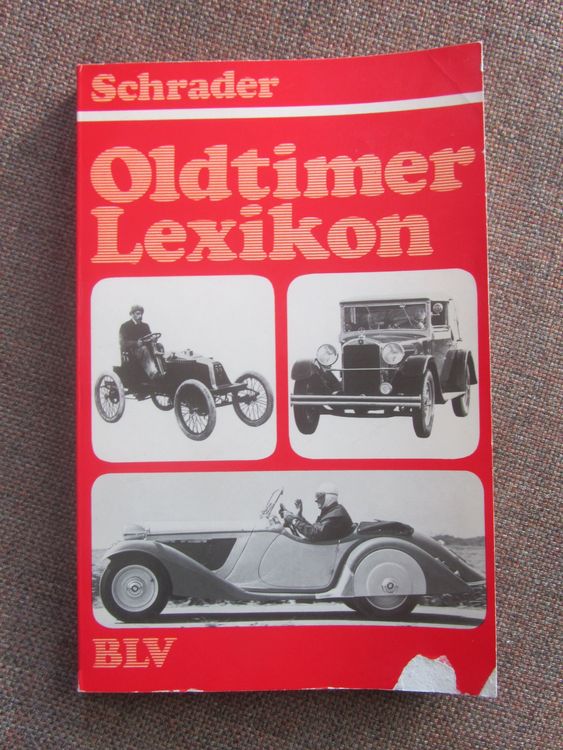 Schrader
Oldtimer
Lexikon
BLV